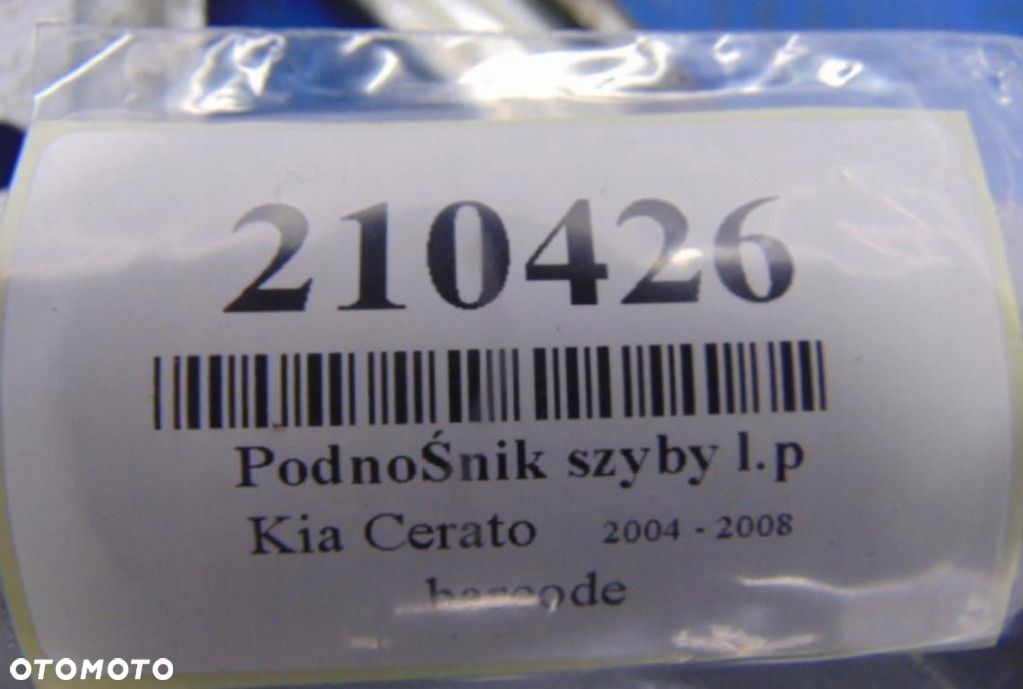 210426
PodnoŚnik szyby l.p
Kia Cerato 2004 - 2008
barcode
OTOMOTO